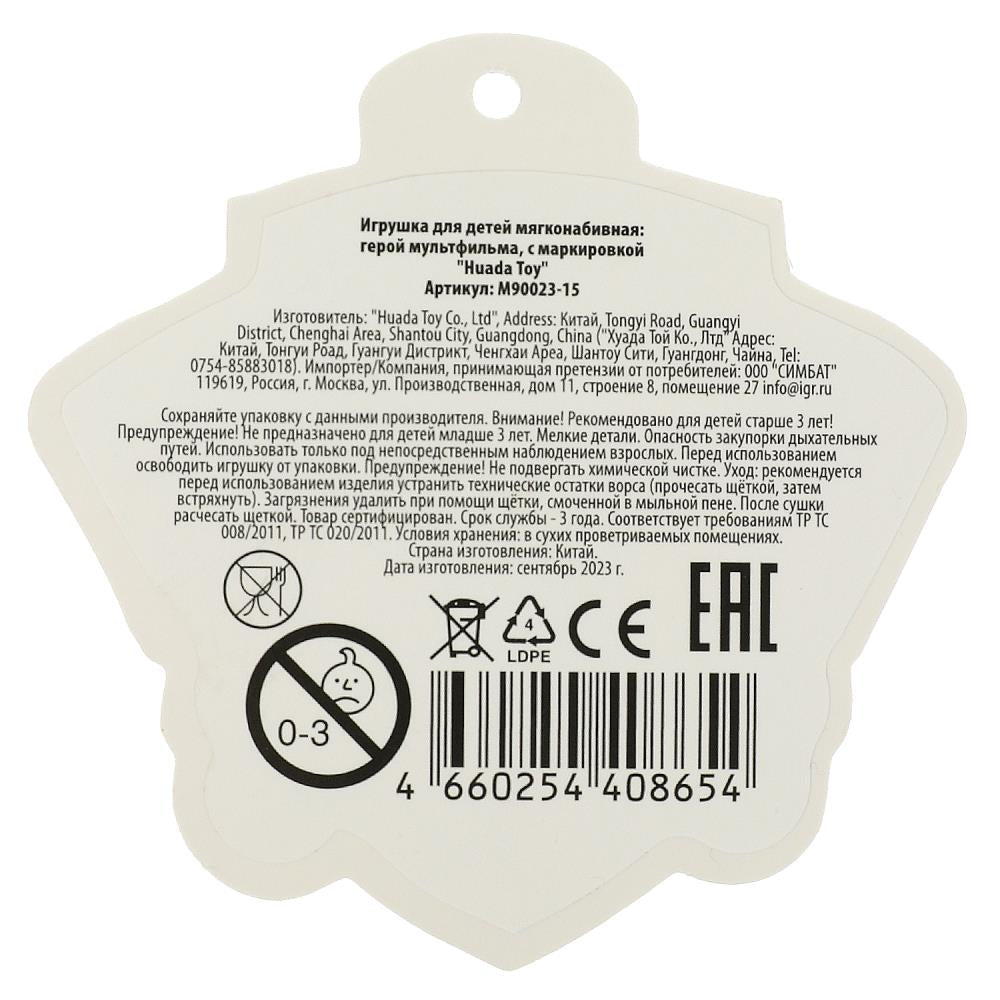 Игрушка для детей мягконабивная:
герой мультфильма, с маркировкой
"Huada Toy"
Артикул: M90023-15
Изготовитель: "Huada Toy Co., Ltd", Address: Китай, Tongyi Road, Guangyi
District, Chenghai Area, Shantou City, Guangdong, China ("Хуада Той Ко., Лтд" Адрес:
Китай, Тонгуи Роад, Гуангуи Дистрикт, Ченгхаи Ареа, Шантоу Сити, Гуангдонг, Чайна, Tel:
0754-85883018). Импортер/Компания, принимающая претензии от потребителей: ООО "СИМБАТ"
119619, Россия, г. Москва, ул. Производственная, дом 11, строение 8, помещение 27 info@igr.ru
Сохраняйте упаковку с данными производителя. Внимание! Рекомендовано для детей старше 3 лет!
Предупреждение! Не предназначено для детей младше 3 лет. Мелкие детали. Опасность закупорки дыхательных
путей. Использовать только под непосредственным наблюдением взрослых. Перед использованием
освободить игрушку от упаковки. Предупреждение! Не подвергать химической чистке. Уход: рекомендуется
перед использованием изделия устранить технические остатки ворса (прочесать щёткой, затем
встряхнуть). Загрязнения удалить при помощи щётки, смоченной в мыльной пене. После сушки
расчесать щеткой. Товар сертифицирован. Срок службы - 3 года. Соответствует требованиям ТР ТС
008/2011, ТР ТС 020/2011. Условия хранения: в сухих проветриваемых помещениях.
Страна изготовления: Китай.
Дата изготовления: сентябрь 2023 г.
4
LDPE
CE
EAC
0-3
4 660254 408654